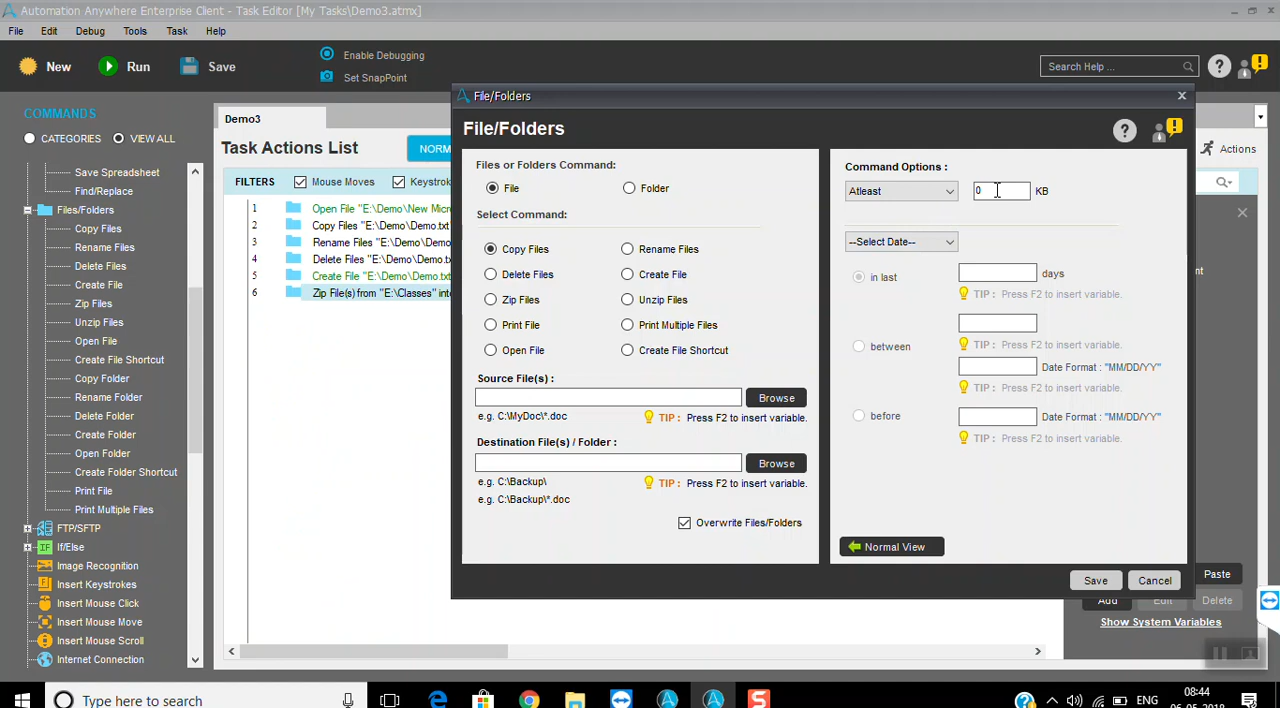 Automation Anywhere Enterprise Client - Task Editor [My Tasks\Demo3.atmx]
File Edit Debug Tools Task Help
New Run Save
Enable Debugging
Set SnapPoint
Search Help ...
COMMANDS
CATEGORIES VIEW ALL
Save Spreadsheet
Find/Replace
Files/Folders
Copy Files
Rename Files
Delete Files
Create File
Zip Files
Unzip Files
Open File
Create File Shortcut
Copy Folder
Rename Folder
Delete Folder
Create Folder
Open Folder
Create Folder Shortcut
Print File
Print Multiple Files
FTP/SFTP
If/Else
Image Recognition
Insert Keystrokes
Insert Mouse Click
Insert Mouse Move
Insert Mouse Scroll
Internet Connection
Demo3
Task Actions List
NORM
Actions
FILTERS Mouse Moves Keystrok
1 Open File "E:\Demo\New Micr
2 Copy Files "E:\Demo\Demo.txt
3 Rename Files "E:\Demo\Dem
4 Delete Files "E:\Demo\Demo.t
5 Create File "E:\Demo\Demo.txt
6 Zip File(s) from "E:\Classes" into
File/Folders
File/Folders
Files or Folders Command:
File Folder
Select Command:
Copy Files Rename Files
Delete Files Create File
Zip Files Unzip Files
Print File Print Multiple Files
Open File Create File Shortcut
Source File(s) :
Browse
e.g. C:\MyDoc\*.doc TIP : Press F2 to insert variable.
Destination File(s) / Folder :
Browse
e.g. C:\Backup\ TIP : Press F2 to insert variable.
e.g. C:\Backup\*.doc
Overwrite Files/Folders
Command Options :
Atleast 0 KB
--Select Date--
in last days
TIP : Press F2 to insert variable.
between
TIP : Press F2 to insert variable.
Date Format : "MM/DD/YY"
TIP : Press F2 to insert variable.
before Date Format : "MM/DD/YY"
TIP : Press F2 to insert variable.
Normal View
Save Cancel
nt
Paste
Add Edit Delete
Show System Variables
Type here to search
ENG
08:44
06-05-2018